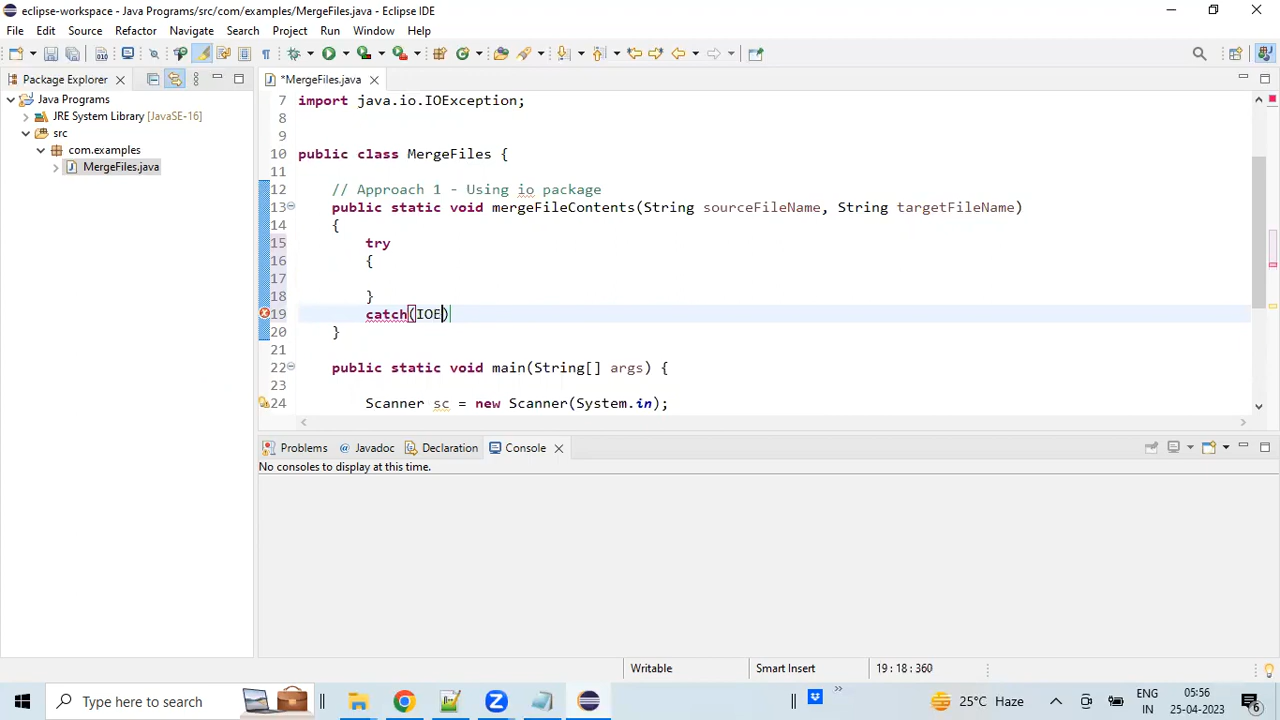 eclipse-workspace - Java Programs/src/com/examples/MergeFiles.java - Eclipse IDE
File Edit Source Refactor Navigate Search Project Run Window Help
Package Explorer
*MergeFiles.java
Java Programs
JRE System Library [JavaSE-16]
src
com.examples
MergeFiles.java
7 import java.io.IOException;
8
9
10 public class MergeFiles {
11
12 // Approach 1 - Using io package
13 public static void mergeFileContents(String sourceFileName, String targetFileName)
14 {
15 try
16 {
17
18 }
19 catch(IOE)
20 }
21
22 public static void main(String[] args) {
23
24 Scanner sc = new Scanner(System.in);
Problems @ Javadoc Declaration Console
No consoles to display at this time.
Writable Smart Insert 19 : 18 : 360
Type here to search
25°C Haze
ENG
IN
00:36
25-04-2023
6